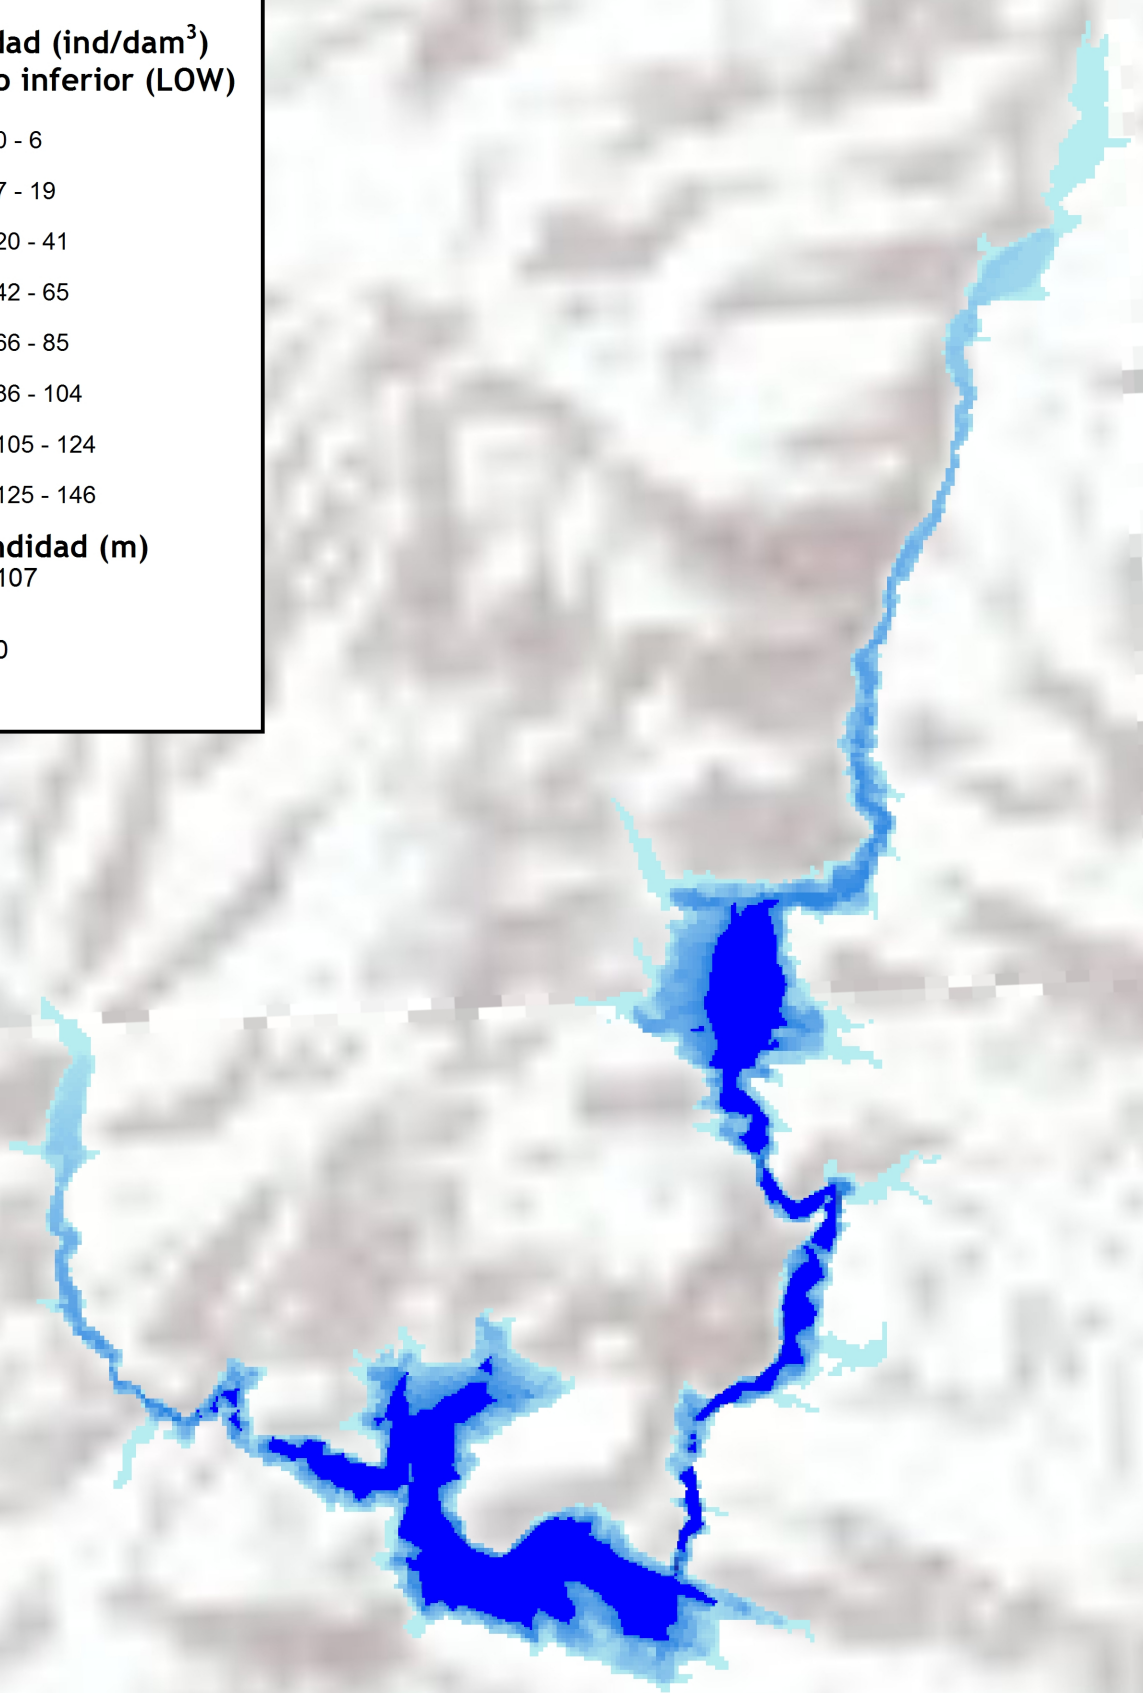 dad (ind/dam³)
o inferior (LOW)
0 - 6
7 - 19
20 - 41
42 - 65
66 - 85
86 - 104
105 - 124
125 - 146
ndidad (m)
107
0